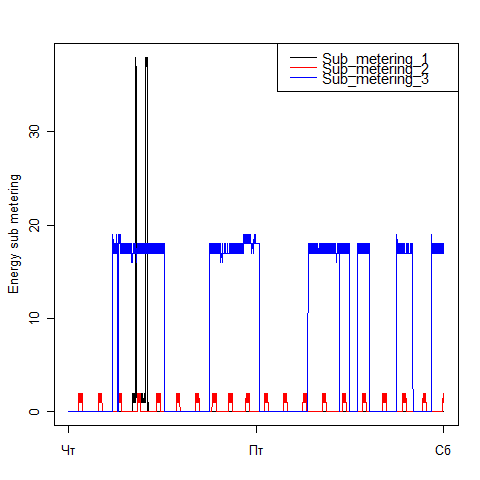 Sub_metering_1
Sub_metering_2
Sub_metering_3
Energy sub metering
30
20
10
0
Чт Пт Сб